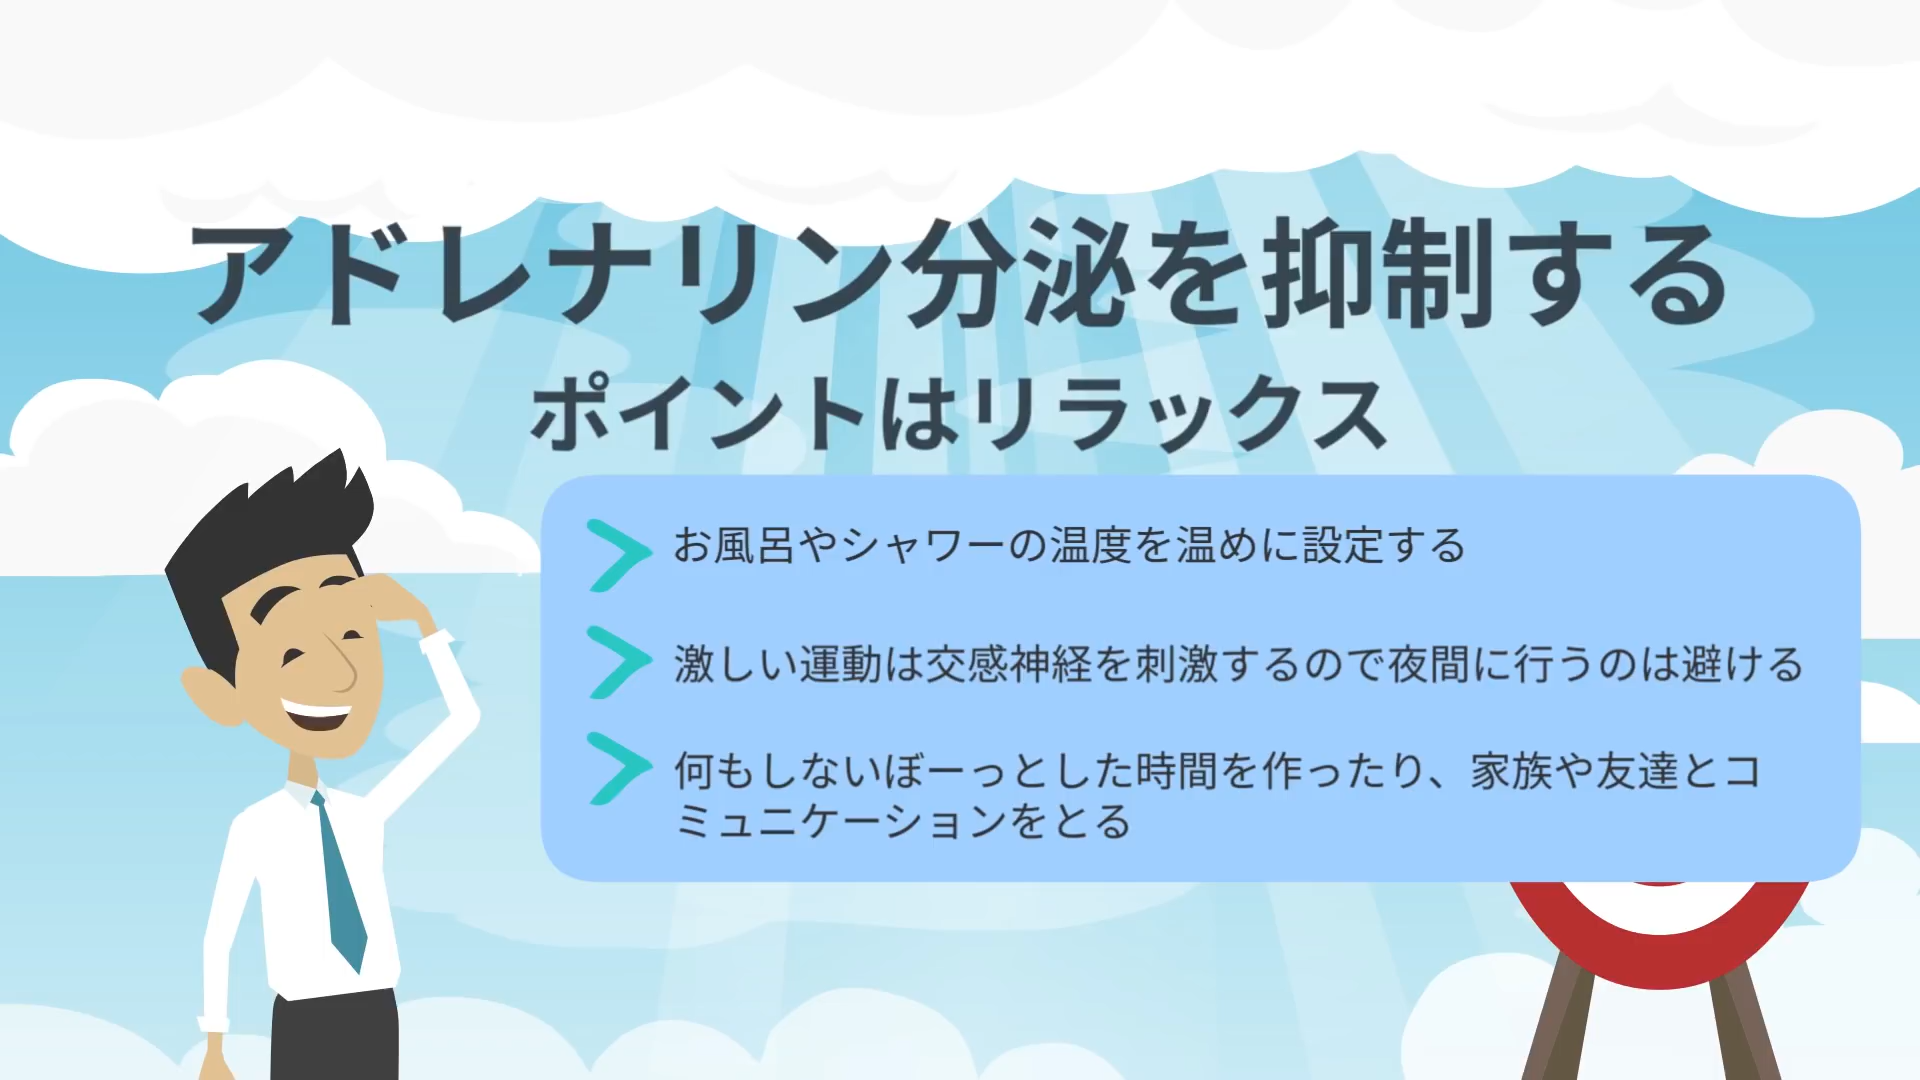 アドレナリン分泌を抑制する
ポイントはリラックス
お風呂やシャワーの温度を温めに設定する
激しい運動は交感神経を刺激するので夜間に行うのは避ける
何もしないぼーっとした時間を作ったり、家族や友達とコ
ミュニケーションをとる